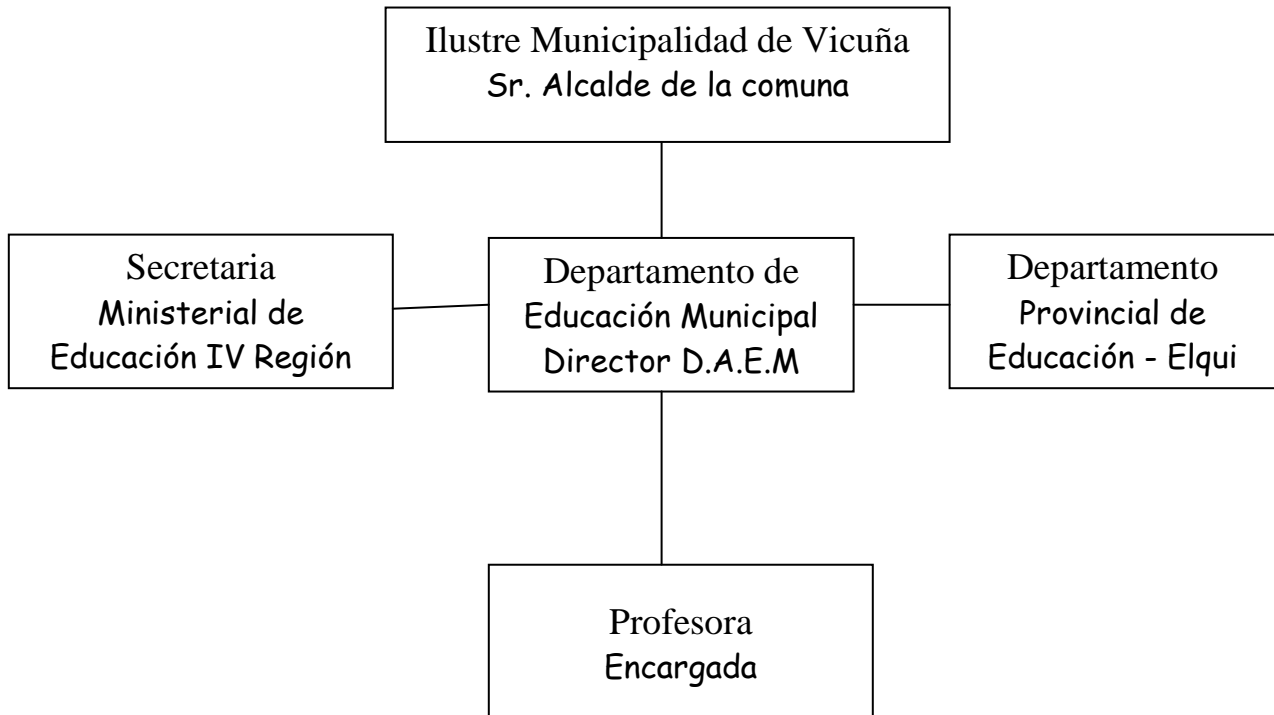 Ilustre Municipalidad de Vicuña
Sr. Alcalde de la comuna
Secretaria
Ministerial de
Educación IV Región
Departamento de
Educación Municipal
Director D.A.E.M
Departamento
Provincial de
Educación - Elqui
Profesora
Encargada